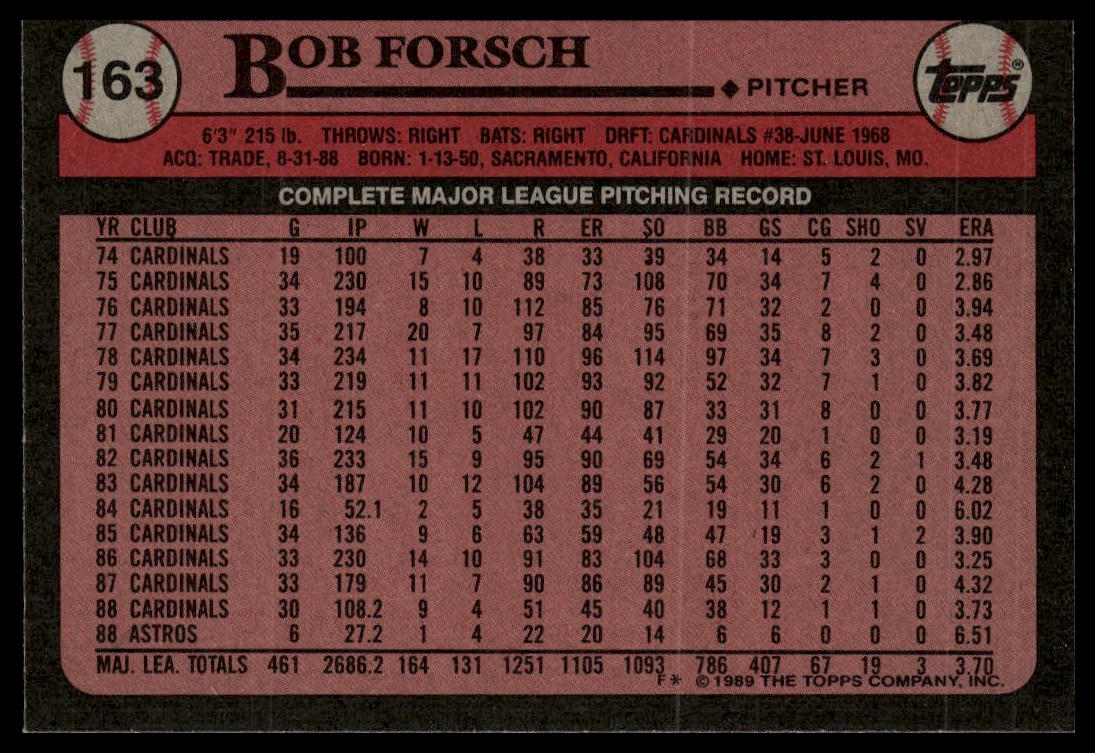 163
BOB FORSCH
◆ PITCHER
TOPPS®
6'3" 215 lb. THROWS: RIGHT BATS: RIGHT DRFT: CARDINALS #38-JUNE 1968
ACQ: TRADE, 8-31-88 BORN: 1-13-50, SACRAMENTO, CALIFORNIA HOME: ST. LOUIS, MO.
COMPLETE MAJOR LEAGUE PITCHING RECORD
YR CLUB G IP W L R ER SO BB GS CG SHO SV ERA
74 CARDINALS 19 100 7 4 38 33 39 34 14 5 2 0 2.97
75 CARDINALS 34 230 15 10 89 73 108 70 34 7 4 0 2.86
76 CARDINALS 33 194 8 10 112 85 76 71 32 2 0 0 3.94
77 CARDINALS 35 217 20 7 97 84 95 69 35 8 2 0 3.48
78 CARDINALS 34 234 11 17 110 96 114 97 34 7 3 0 3.69
79 CARDINALS 33 219 11 11 102 93 92 52 32 7 1 0 3.82
80 CARDINALS 31 215 11 10 102 90 87 33 31 8 0 0 3.77
81 CARDINALS 20 124 10 5 47 44 41 29 20 1 0 0 3.19
82 CARDINALS 36 233 15 9 95 90 69 54 34 6 2 1 3.48
83 CARDINALS 34 187 10 12 104 89 56 54 30 6 2 0 4.28
84 CARDINALS 16 52.1 2 5 38 35 21 19 11 1 0 0 6.02
85 CARDINALS 34 136 9 6 63 59 48 47 19 3 1 2 3.90
86 CARDINALS 33 230 14 10 91 83 104 68 33 3 0 0 3.25
87 CARDINALS 33 179 11 7 90 86 89 45 30 2 1 0 4.32
88 CARDINALS 30 108.2 9 4 51 45 40 38 12 1 1 0 3.73
88 ASTROS 6 27.2 1 4 22 20 14 6 6 0 0 0 6.51
MAJ. LEA. TOTALS 461 2686.2 164 131 1251 1105 1093 786 407 67 19 3 3.70
F* © 1989 THE TOPPS COMPANY, INC.